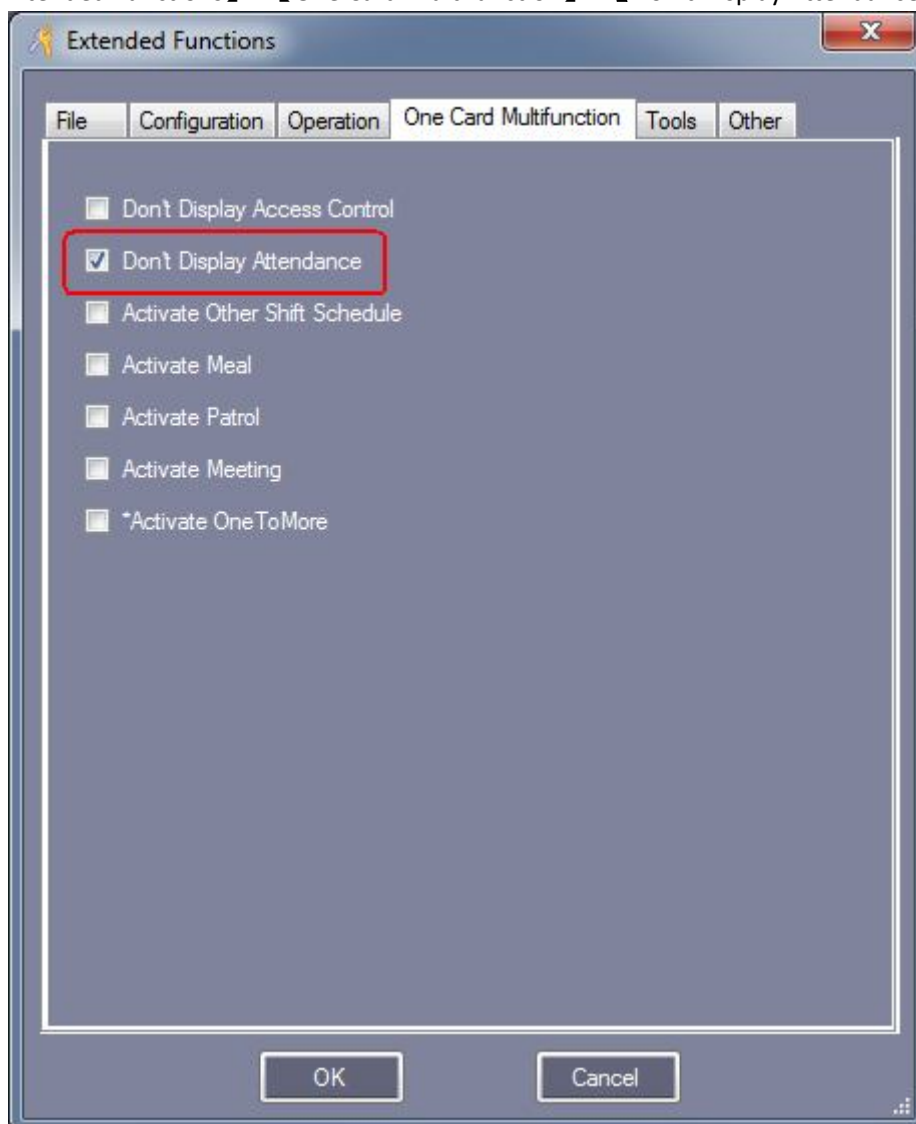 Extended Functions
File Configuration Operation One Card Multifunction Tools Other
Don't Display Access Control
Don't Display Attendance
Activate Other Shift Schedule
Activate Meal
Activate Patrol
Activate Meeting
*Activate OneToMore
OK Cancel